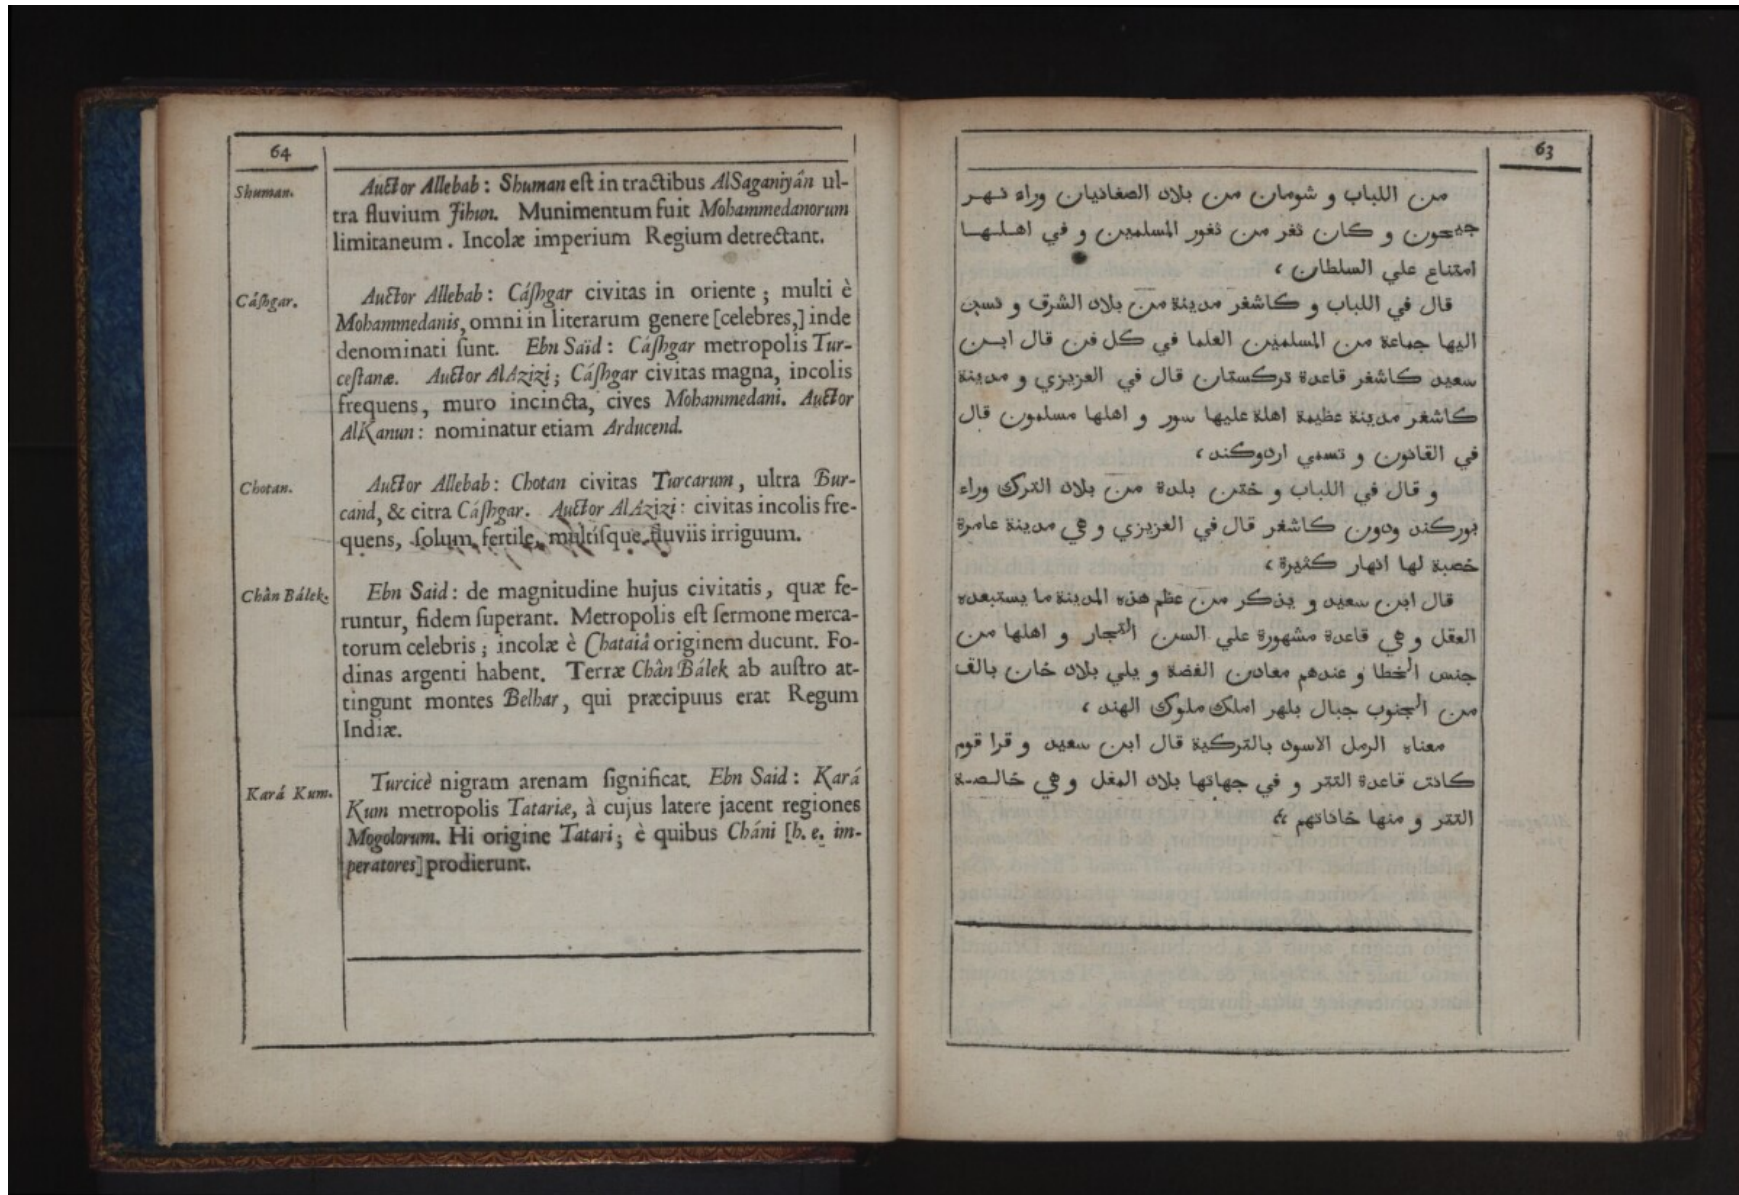 64
Shuman.
Auctor Allebab: Shuman eſt in tractibus AlSaganiyân ul-
tra fluvium Jihun. Munimentum fuit Mohammedanorum
limitaneum. Incolæ imperium Regium detrectant.
Cáſhgar.
Auctor Allebab: Cáſhgar civitas in oriente; multi è
Mohammedanis, omni in literarum genere [celebres,] inde
denominati ſunt. Ebn Saïd: Cáſhgar metropolis Tur-
ceſtanæ. Auctor AlAzizi; Cáſhgar civitas magna, incolis
frequens, muro incincta, cives Mohammedani. Auctor
AlKanun: nominatur etiam Arducend.
Chotan.
Auctor Allebab: Chotan civitas Turcarum, ultra Bur-
cand, & citra Cáſhgar. Auctor AlAzizi: civitas incolis fre-
quens, ſolum fertile, multiſque fluviis irriguum.
Chân Bálek.
Ebn Said: de magnitudine hujus civitatis, quæ fe-
runtur, fidem ſuperant. Metropolis eſt ſermone merca-
torum celebris; incolæ è Chataiâ originem ducunt. Fo-
dinas argenti habent. Terræ Chân Bálek ab auſtro at-
tingunt montes Belhar, qui præcipuus erat Regum
Indiæ.
Kará Kum.
Turcicè nigram arenam ſignificat. Ebn Said: Kará
Kum metropolis Tatariæ, à cujus latere jacent regiones
Mogolorum. Hi origine Tatari; è quibus Cháni [h. e. im-
peratores] prodierunt.
63
من اللباب و شومان من بلاد الصغانيان وراء نهر
جيحون و كان ثغر من ثغور المسلمين و في اهلها
امتناع علي السلطان ،
قال في اللباب و كاشغر مدينة من بلاد الشرق و نسب
اليها جماعة من المسلمين العلما في كل فن قال ابن
سعيد كاشغر قاعدة تركستان قال في العزيزي و مدينة
كاشغر مدينة عظيمة اهلة عليها سور و اهلها مسلمون قال
في القانون و تسمي اردوكند ،
و قال في اللباب و ختن بلدة من بلاد الترك وراء
بوركند ودون كاشغر قال في العزيزي و هي مدينة عامرة
خصبة لها انهار كثيرة ،
قال ابن سعيد و يذكر من عظم هذه المدينة ما يستبعده
العقل و هي قاعدة مشهورة علي السن التجار و اهلها من
جنس الخطا و عندهم معادن الفضة و يلي بلاد خان بالق
من الجنوب جبال بلهر املك ملوك الهند ،
معناه الرمل الاسود بالتركية قال ابن سعيد و قرا قوم
كانت قاعدة التتر و في جهاتها بلاد المغل و هي خالصة
التتر و منها خاناتهم ،،